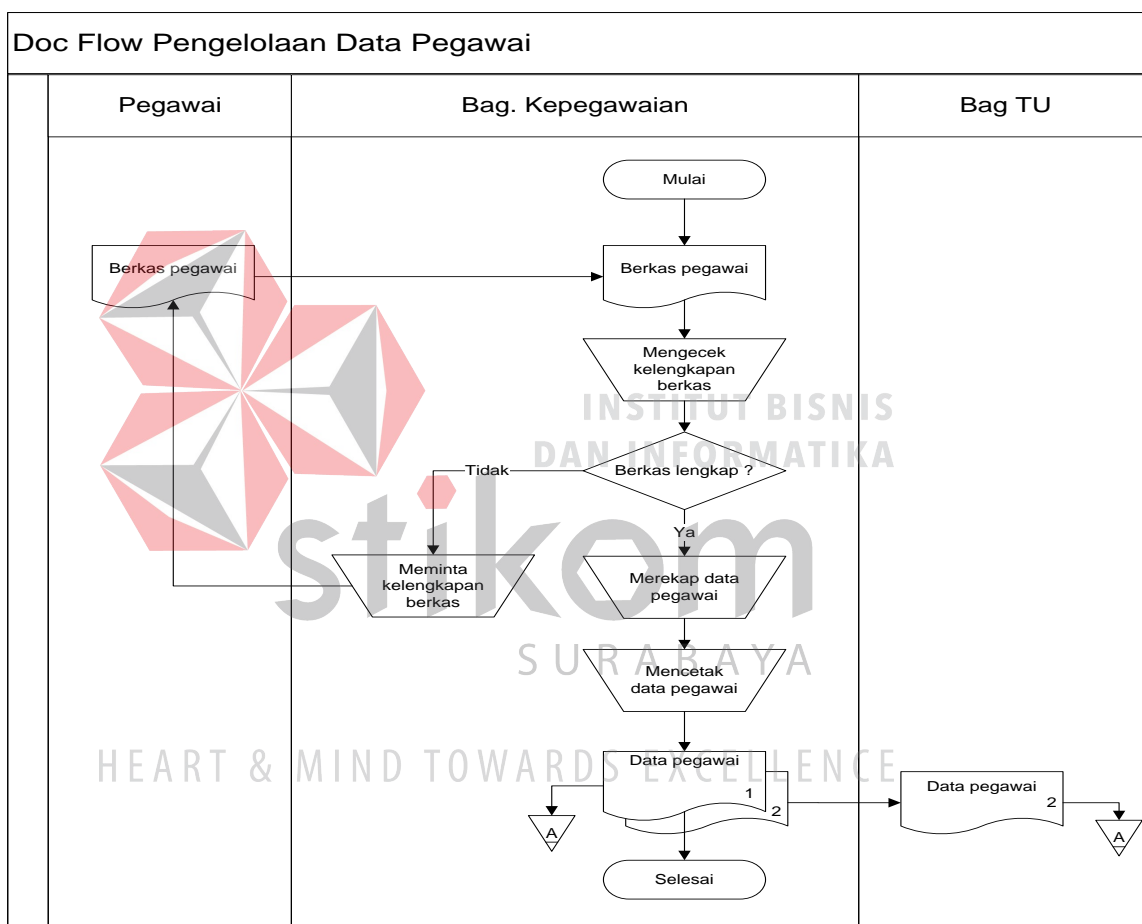 Doc Flow Pengelolaan Data Pegawai
Pegawai
Bag. Kepegawaian
Bag TU
Mulai
Berkas pegawai
Berkas pegawai
Mengecek
kelengkapan
berkas
INSTITUT BISNIS
DAN INFORMATIKA
Berkas lengkap ?
Tidak
Ya
stikom
Meminta
kelengkapan
berkas
Merekap data
pegawai
SURABAYA
Mencetak
data pegawai
HEART & MIND TOWARDS EXCELLENCE
Data pegawai
1
2
Data pegawai
2
A
A
Selesai